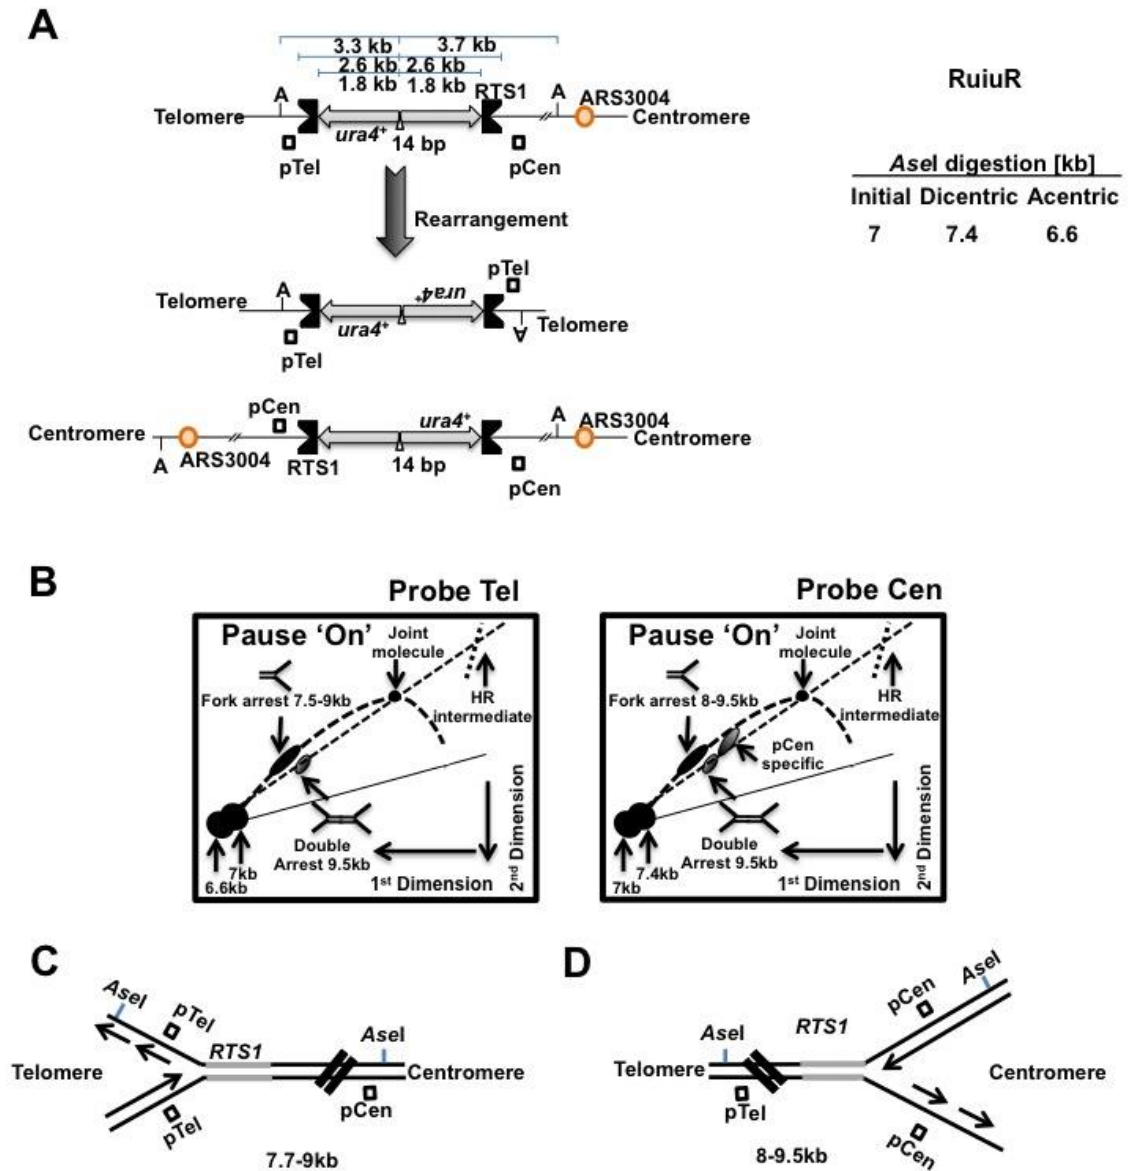 A
3.3 kb 3.7 kb
2.6 kb 2.6 kb
1.8 kb 1.8 kb
RTS1
A A ARS3004
Telomere Centromere
ura4+ 14 bp
pTel pCen
Rearrangement
RuiuR
AseI digestion [kb]
Initial Dicentric Acentric
7 7.4 6.6
pTel
A ura4+
Telomere Telomere
ura4+ A
pTel
pCen ura4+ A ARS3004
Centromere Centromere
A ARS3004 RTS1 14 bp
pCen
B
Probe Tel
Pause ‘On’
Joint
molecule
Fork arrest 7.5-9kb
HR
intermediate
Double
Arrest 9.5kb
7kb
6.6kb
1st Dimension
2nd Dimension
Probe Cen
Pause ‘On’
Joint
molecule
Fork arrest 8-9.5kb
HR
intermediate
pCen
specific
Double
Arrest 9.5kb
7.4kb
7kb
1st Dimension
2nd Dimension
C
AseI
pTel
RTS1 AseI
Telomere Centromere
pTel pCen
7.7-9kb
D
AseI
pCen
AseI RTS1
Telomere Centromere
pTel
pCen
8-9.5kb